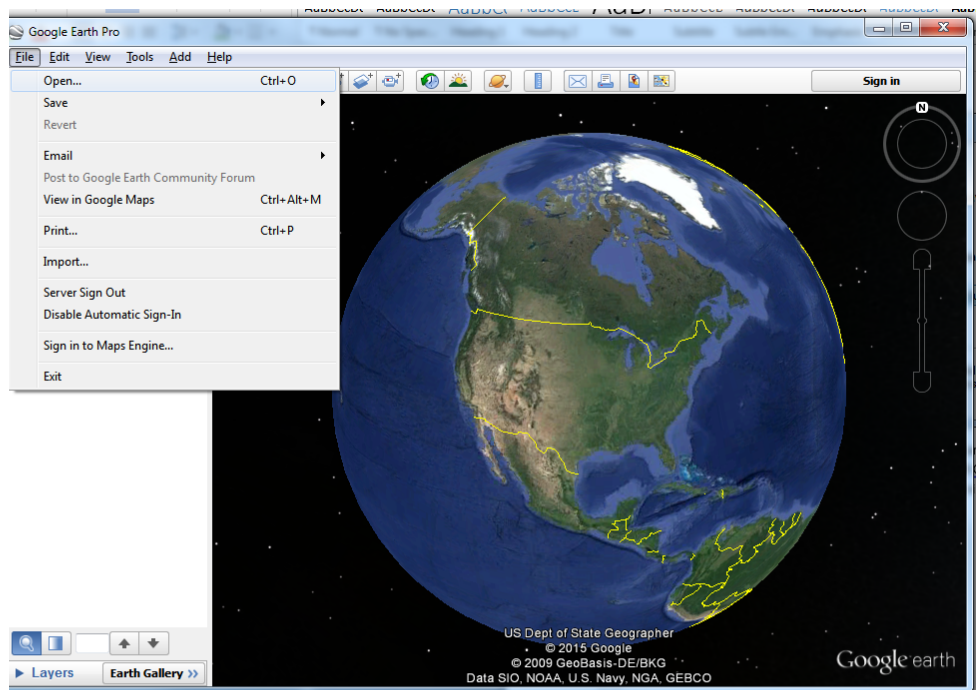 Google Earth Pro
File Edit View Tools Add Help
Open... Ctrl+O
Sign in
Save
Revert
Email
Post to Google Earth Community Forum
View in Google Maps Ctrl+Alt+M
Print... Ctrl+P
Import...
Server Sign Out
Disable Automatic Sign-In
Sign in to Maps Engine...
Exit
N
US Dept of State Geographer
© 2015 Google
© 2009 GeoBasis-DE/BKG
Data SIO, NOAA, U.S. Navy, NGA, GEBCO
Google earth
Layers Earth Gallery >>